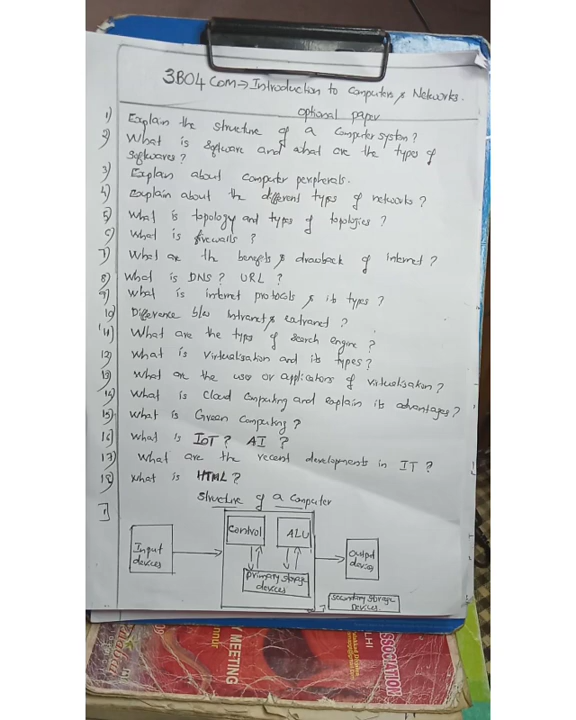 3B04 Com → Introduction to Computers & Networks.
optional paper
1) Explain the structure of a Computer system?
2) What is software and what are the types of
softwares?
3) Explain about computer peripherals.
4) Explain about the different types of networks?
5) What is topology and types of topologies?
6) What is firewalls?
7) What are the benefits & drawback of internet?
8) What is DNS? URL?
9) What is internet protocols & its types?
10) Difference b/w Intranet & extranet?
11) What are the types of search engine?
12) What is Virtualisation and its types?
13) What are the uses or applications of virtualisation?
14) What is Cloud Computing and explain its advantages?
15) What is Green Computing?
16) What is IoT? AI?
17) What are the recent developments in IT?
18) What is HTML?
Structure of a Computer
1]
Input devices
Control
ALU
primary storage devices
Output devices
secondary storage devices.
MEETING
ASSOCIATION